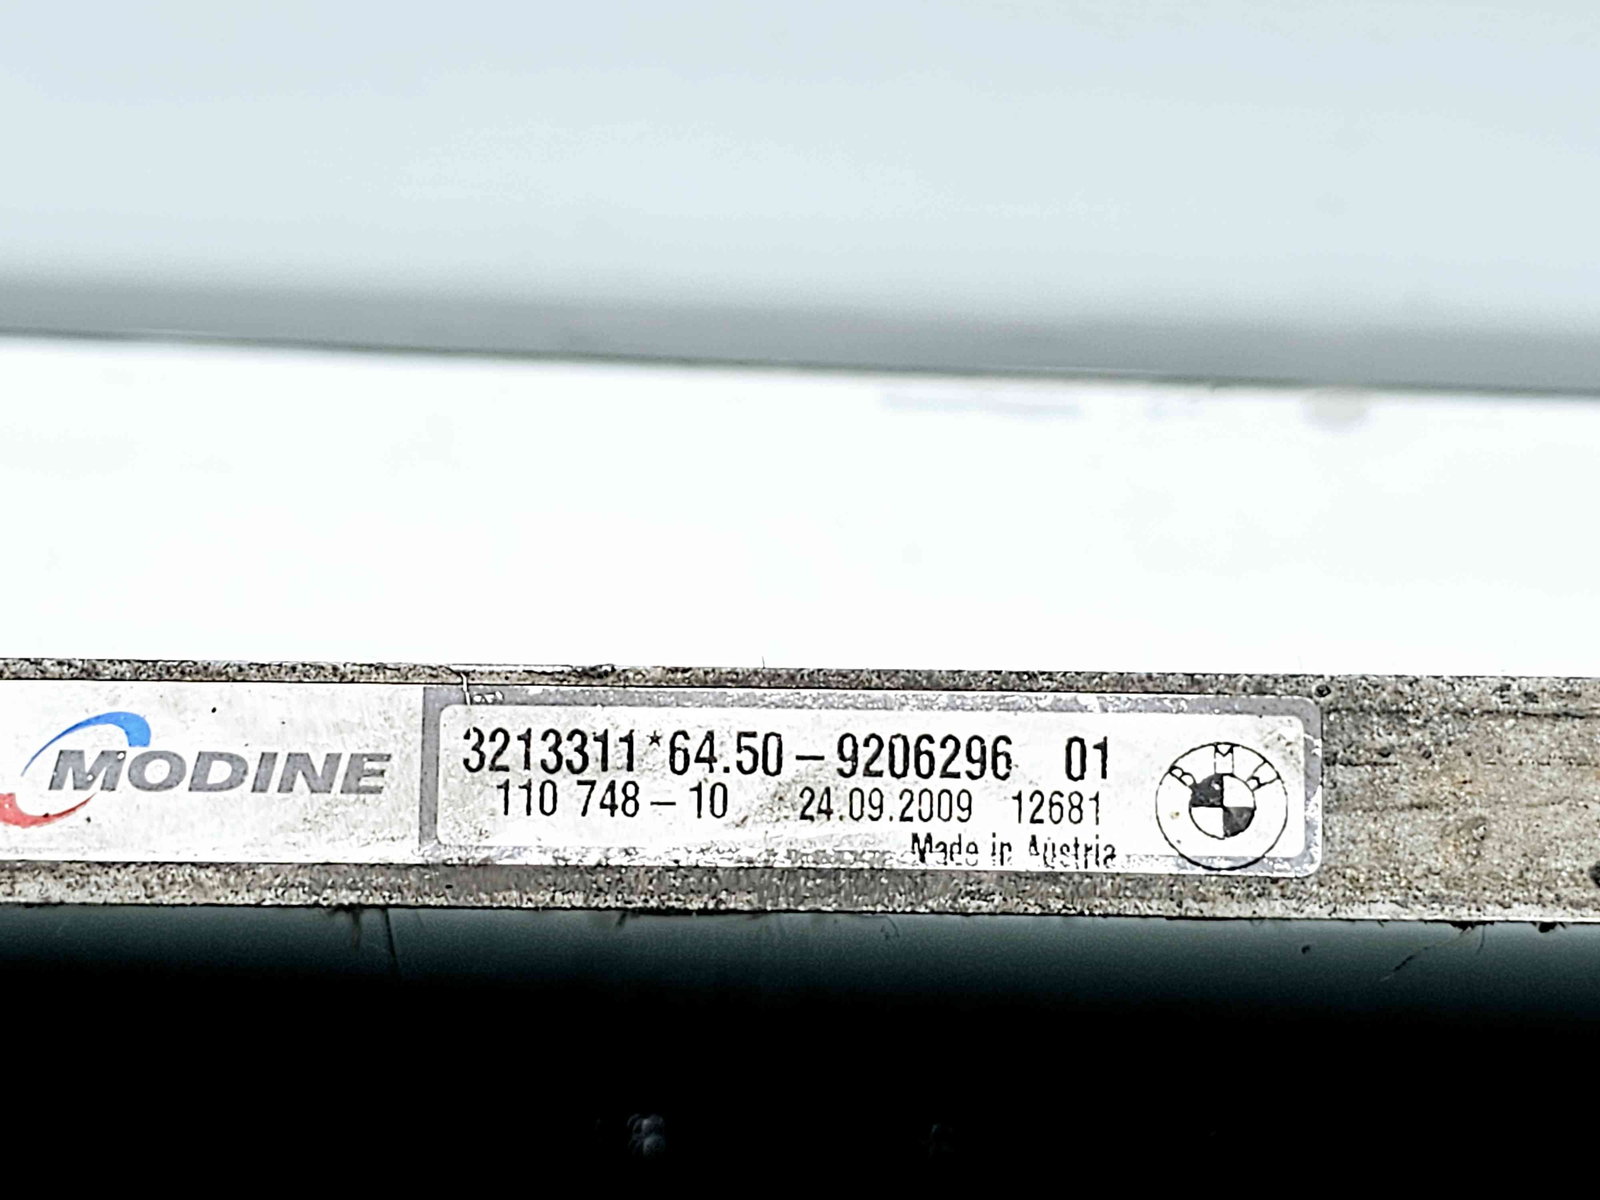 MODINE
3213311*64.50-9206296 01
110 748-10 24.09.2009 12681
Made in Austria
BMW